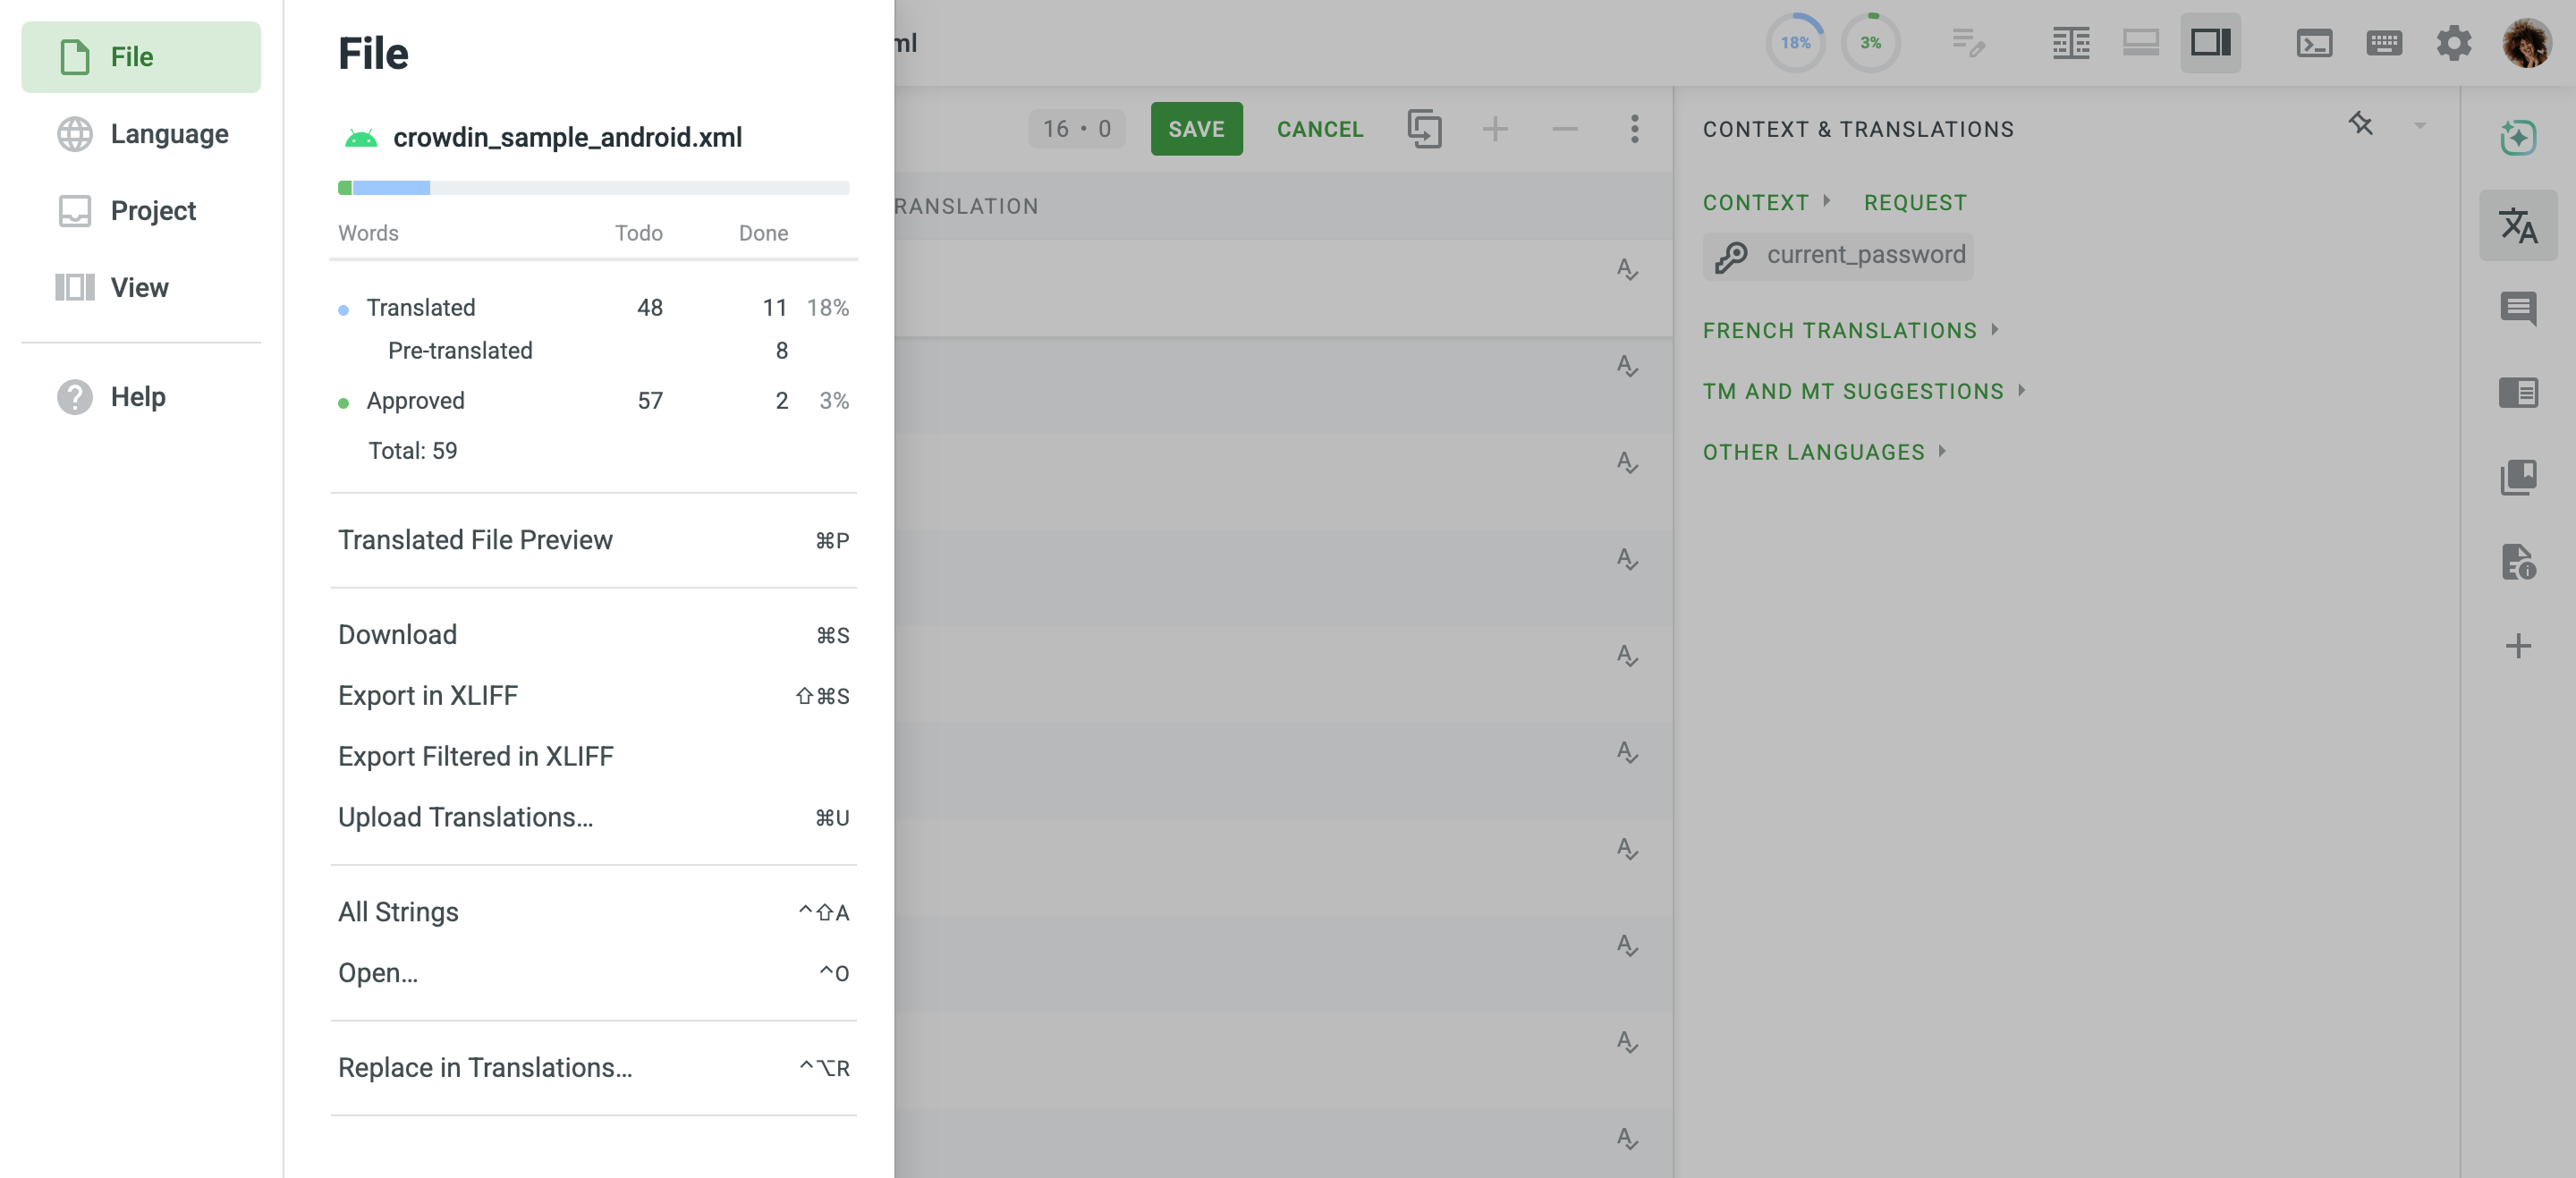 File
Language
Project
View
Help
File
crowdin_sample_android.xml
Words Todo Done
Translated 48 11 18%
Pre-translated 8
Approved 57 2 3%
Total: 59
Translated File Preview ⌘P
Download ⌘S
Export in XLIFF ⇧⌘S
Export Filtered in XLIFF
Upload Translations... ⌘U
All Strings ^⇧A
Open... ^O
Replace in Translations... ^⌥R
ml
18% 3%
16 • 0 SAVE CANCEL
RANSLATION
CONTEXT & TRANSLATIONS
CONTEXT REQUEST
current_password
FRENCH TRANSLATIONS
TM AND MT SUGGESTIONS
OTHER LANGUAGES